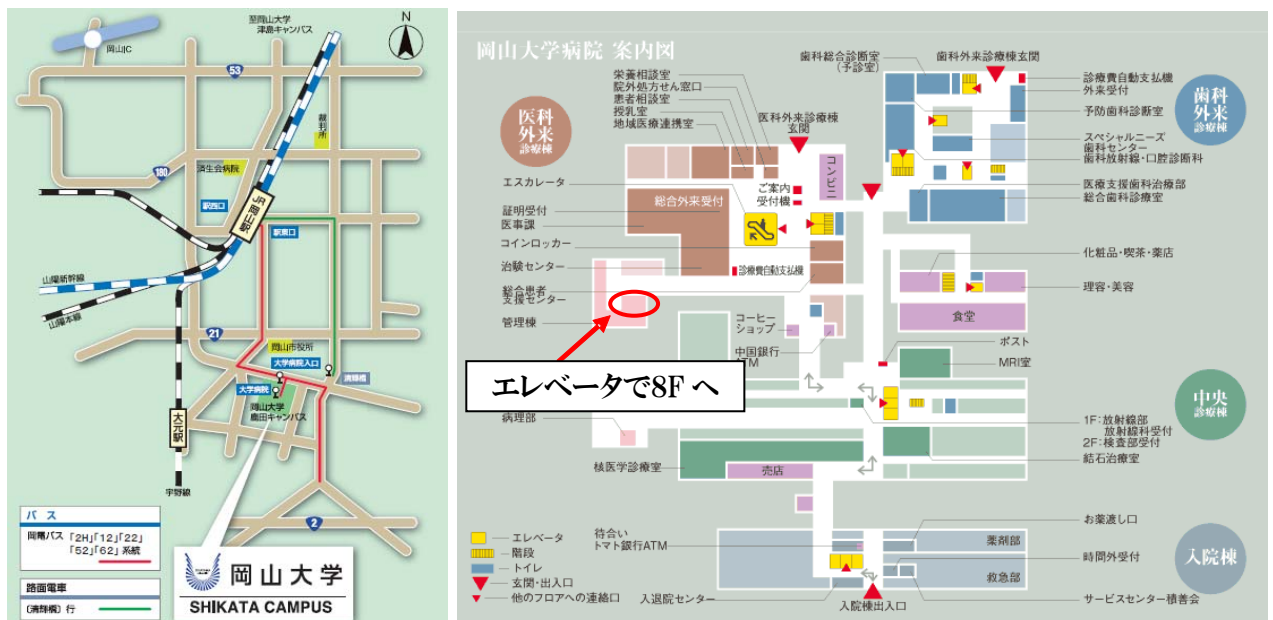 N
至岡山大学
津島キャンパス
岡山IC
53
裁判所
180
済生会病院
駅西口
JR岡山駅
駅東口
山陽新幹線
山陽本線
21
岡山市役所
大学病院入口
清輝橋
大学病院
岡山大学
鹿田キャンパス
大元駅
宇野線
2
バス
岡電バス「2H」「12」「22」
「52」「62」系統
路面電車
〔清輝橋〕行
岡山大学
SHIKATA CAMPUS
岡山大学病院 案内図
医科
外来
診療棟
栄養相談室
院外処方せん窓口
患者相談室
授乳室
地域医療連携室
医科外来診療棟
玄関
コンビニ
エスカレータ
ご案内
受付機
総合外来受付
証明受付
医事課
コインロッカー
治験センター
診療費自動支払機
総合患者
支援センター
管理棟
コーヒー
ショップ
中国銀行
ATM
エレベータで8Fへ
病理部
核医学診療室
売店
歯科総合診断室
(予診室)
歯科外来診療棟玄関
診療費自動支払機
外来受付
歯科
外来
診療棟
予防歯科診断室
スペシャルニーズ
歯科センター
歯科放射線・口腔診断科
医療支援歯科治療部
総合歯科診療室
化粧品・喫茶・薬店
理容・美容
食堂
ポスト
MRI室
中央
診療棟
1F:放射線部
放射線科受付
2F:検査部受付
結石治療室
エレベータ
階段
トイレ
玄関・出入口
他のフロアへの連絡口
待合い
トマト銀行ATM
入退院センター
お薬渡し口
薬剤部
時間外受付
救急部
入院棟
入院棟出入口
サービスセンター積善会